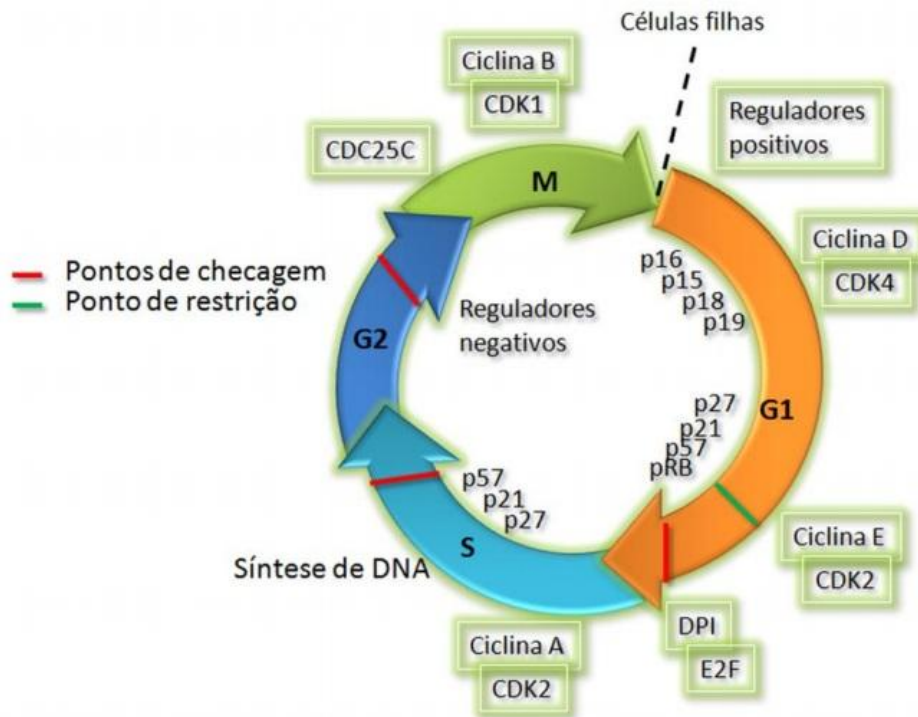 Células filhas
Ciclina B
CDK1
Reguladores
positivos
CDC25C
M
Ciclina D
CDK4
p16
p15
p18
p19
Pontos de checagem
Ponto de restrição
Reguladores
negativos
G2
G1
p27
p21
p57
pRB
p57
p21
p27
S
Ciclina E
CDK2
Síntese de DNA
DPI
E2F
Ciclina A
CDK2